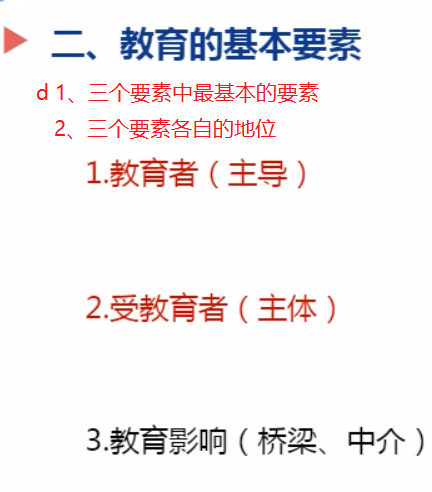 二、教育的基本要素
d 1、三个要素中最基本的要素
2、三个要素各自的地位
1.教育者（主导）
2.受教育者（主体）
3.教育影响（桥梁、中介）